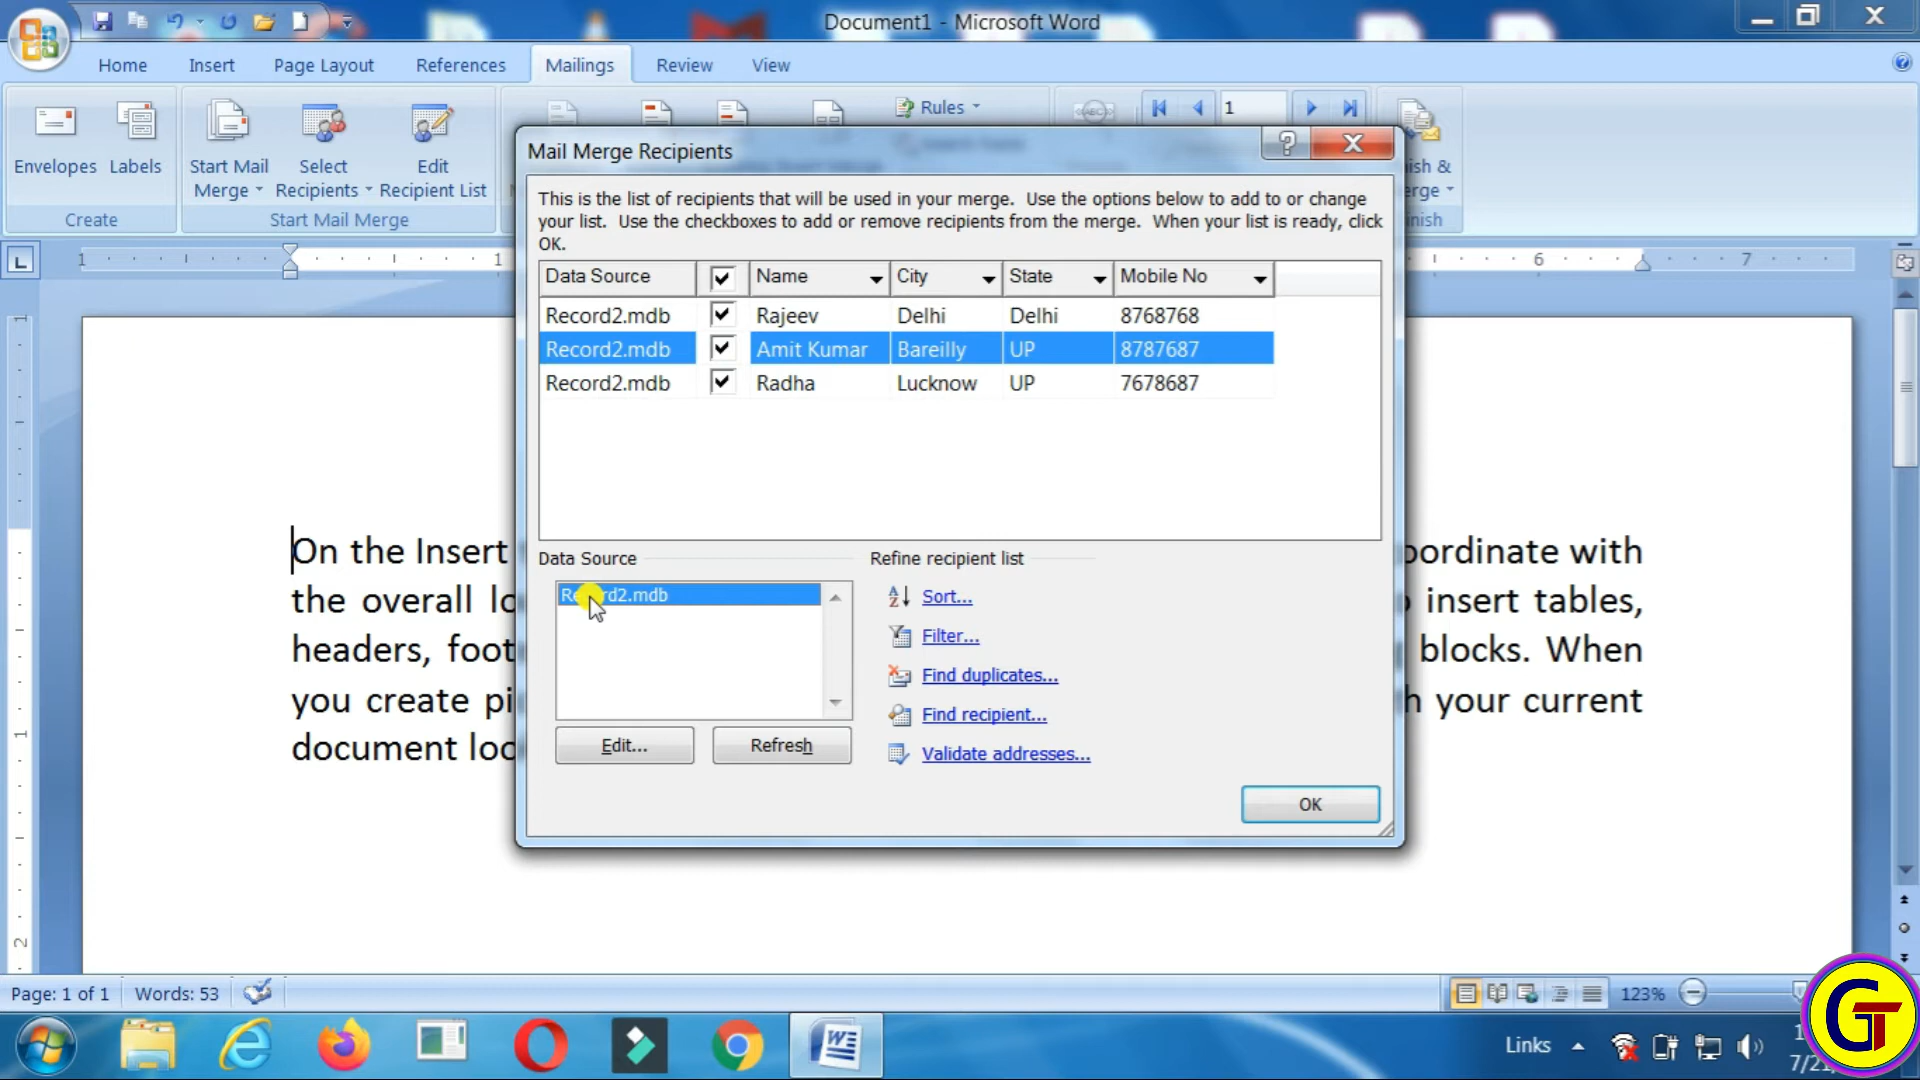 Document1 - Microsoft Word
Home Insert Page Layout References Mailings Review View
Envelopes Labels Start Mail Merge Select Recipients Edit Recipient List Rules 1
Create Start Mail Merge
Mail Merge Recipients
This is the list of recipients that will be used in your merge. Use the options below to add to or change
your list. Use the checkboxes to add or remove recipients from the merge. When your list is ready, click
OK.
Data Source Name City State Mobile No
Record2.mdb Rajeev Delhi Delhi 8768768
Record2.mdb Amit Kumar Bareilly UP 8787687
Record2.mdb Radha Lucknow UP 7678687
Data Source Refine recipient list
Record2.mdb Sort...
Filter...
Find duplicates...
Find recipient...
Edit... Refresh Validate addresses...
OK
On the Insert
with
the overall
insert tables,
headers,
blocks. When
you create
your current
document
Page: 1 of 1 Words: 53 123%
Links
GT